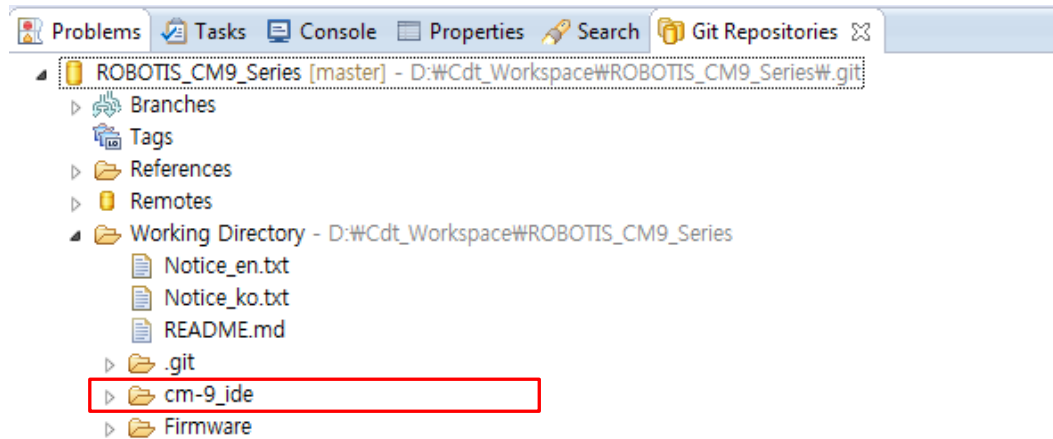 Problems Tasks Console Properties Search Git Repositories
ROBOTIS_CM9_Series [master] - D:₩Cdt_Workspace₩ROBOTIS_CM9_Series₩.git
Branches
Tags
References
Remotes
Working Directory - D:₩Cdt_Workspace₩ROBOTIS_CM9_Series
Notice_en.txt
Notice_ko.txt
README.md
.git
cm-9_ide
Firmware